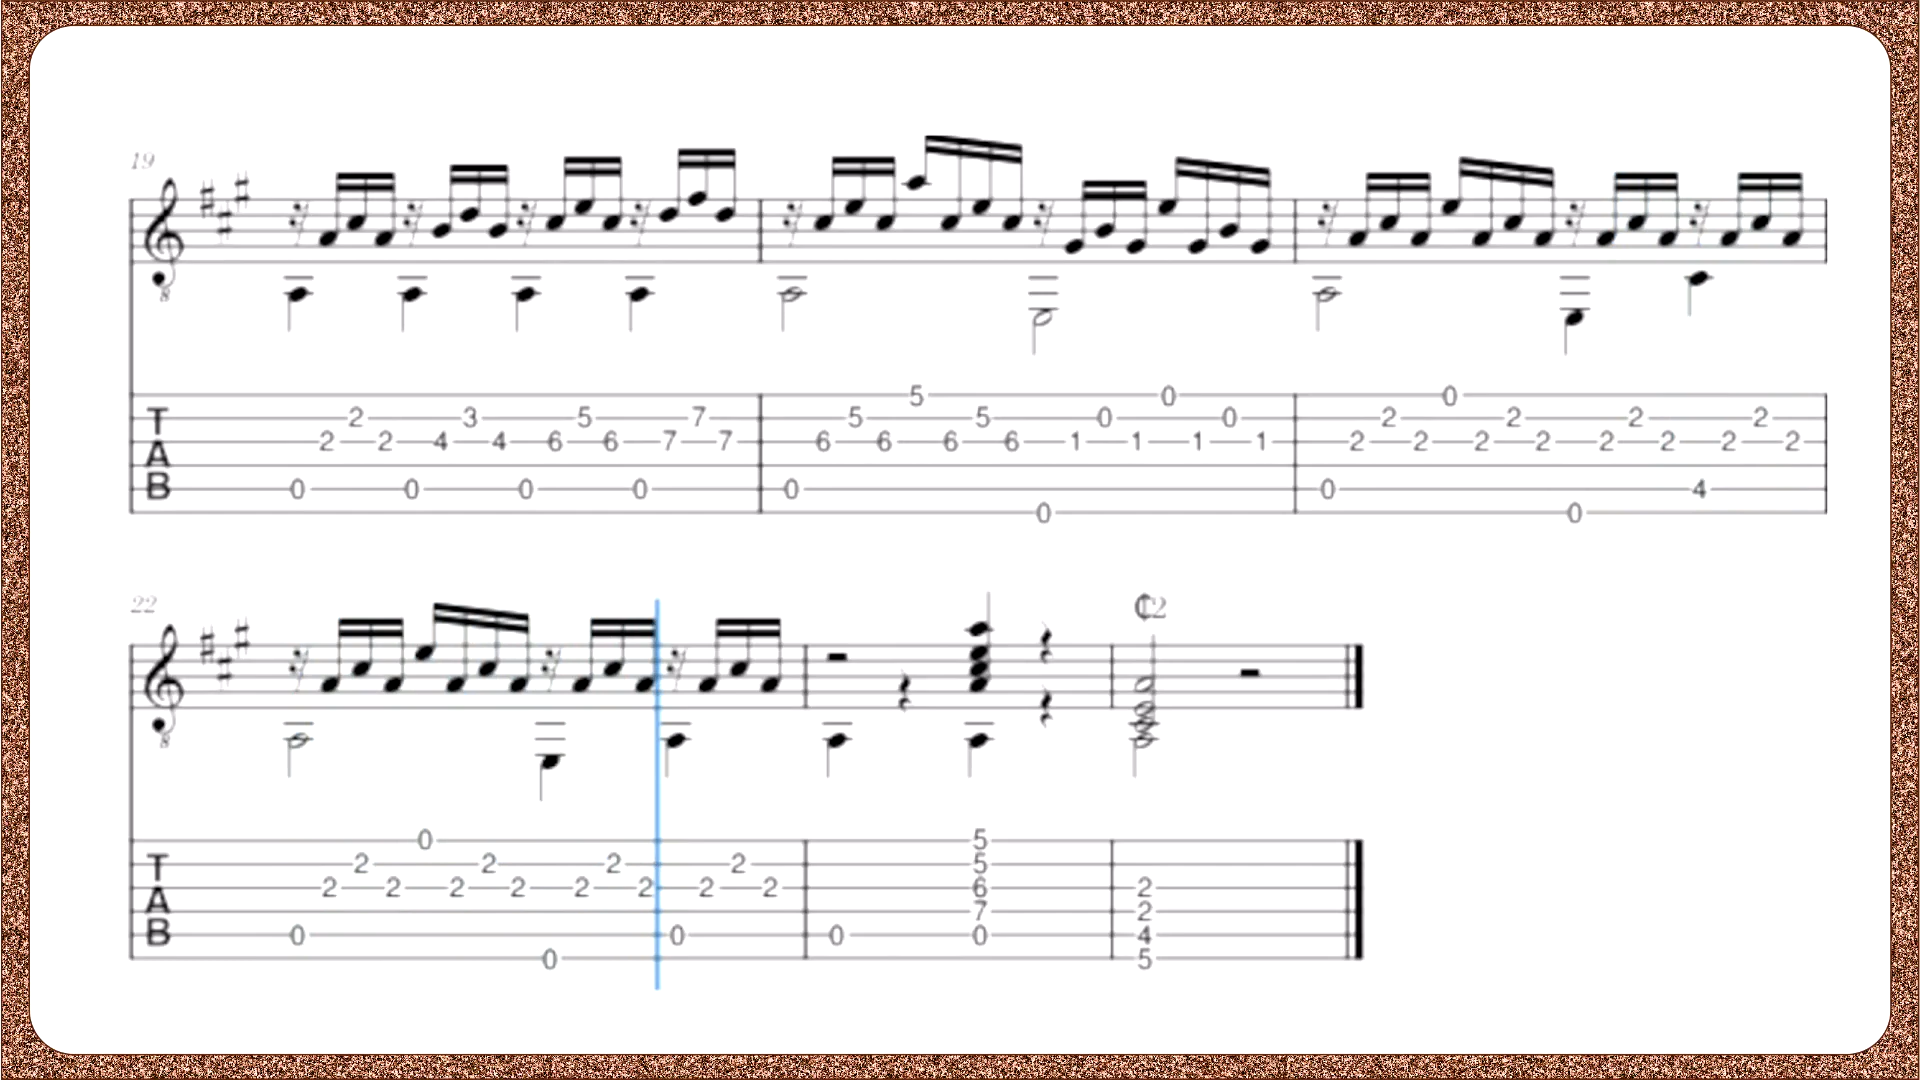 19
8
5 0 0
2 3 5 7 5 5 0 0 2 2 2 2
T
2 2 4 4 6 6 7 7 6 6 6 6 1 1 1 1 2 2 2 2 2 2 2 2
A
B 0 0 0 0 0 0 4
0 0
22
C2
8
0 5
2 2 2 2 5
T
2 2 2 2 2 2 2 2 6 2
A 7 2
B 0 0 0 0 4
0 5